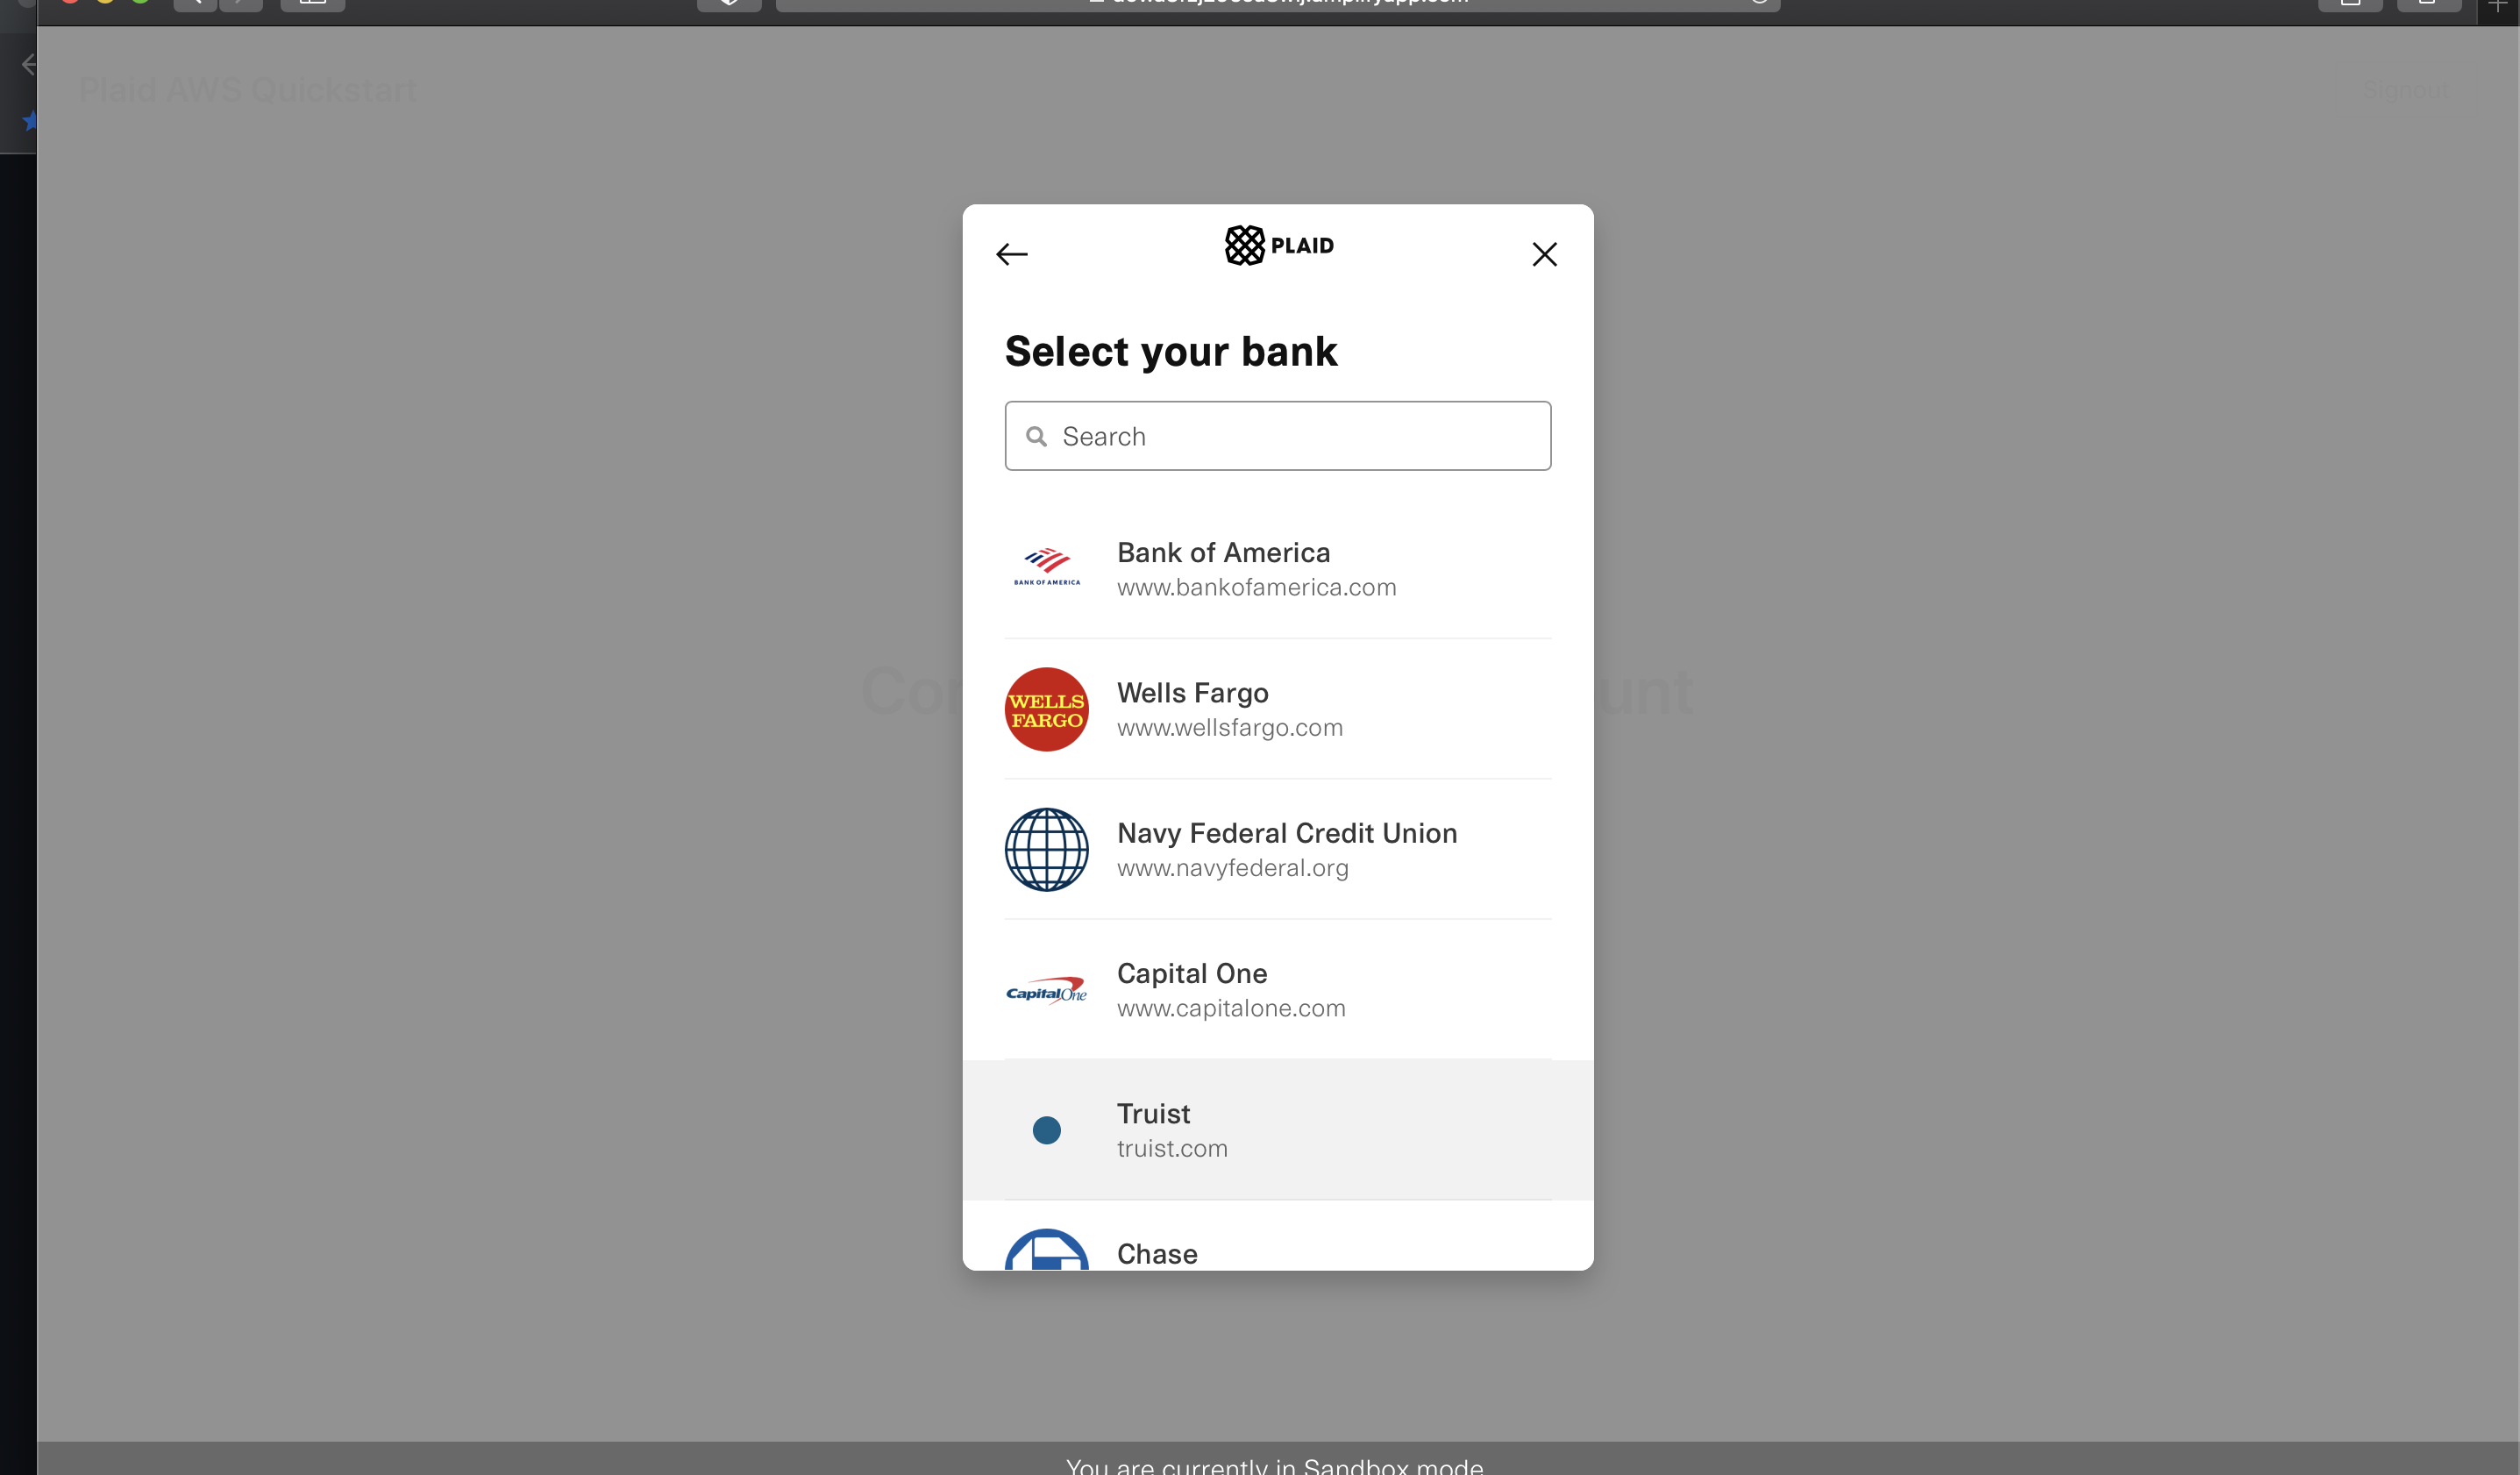 Plaid AWS Quickstart
Signout
PLAID
Select your bank
Search
BANK OF AMERICA
Bank of America
www.bankofamerica.com
WELLS
FARGO
Wells Fargo
www.wellsfargo.com
Navy Federal Credit Union
www.navyfederal.org
CapitalOne
Capital One
www.capitalone.com
Truist
truist.com
Chase
You are currently in Sandbox mode